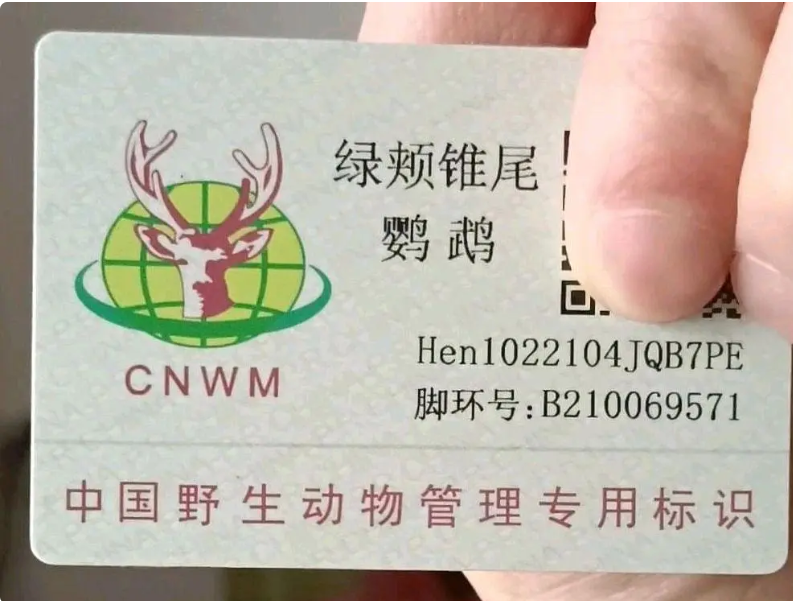 绿颊锥尾
鹦鹉
CNWM
Hen1022104JQB7PE
脚环号:B210069571
中国野生动物管理专用标识